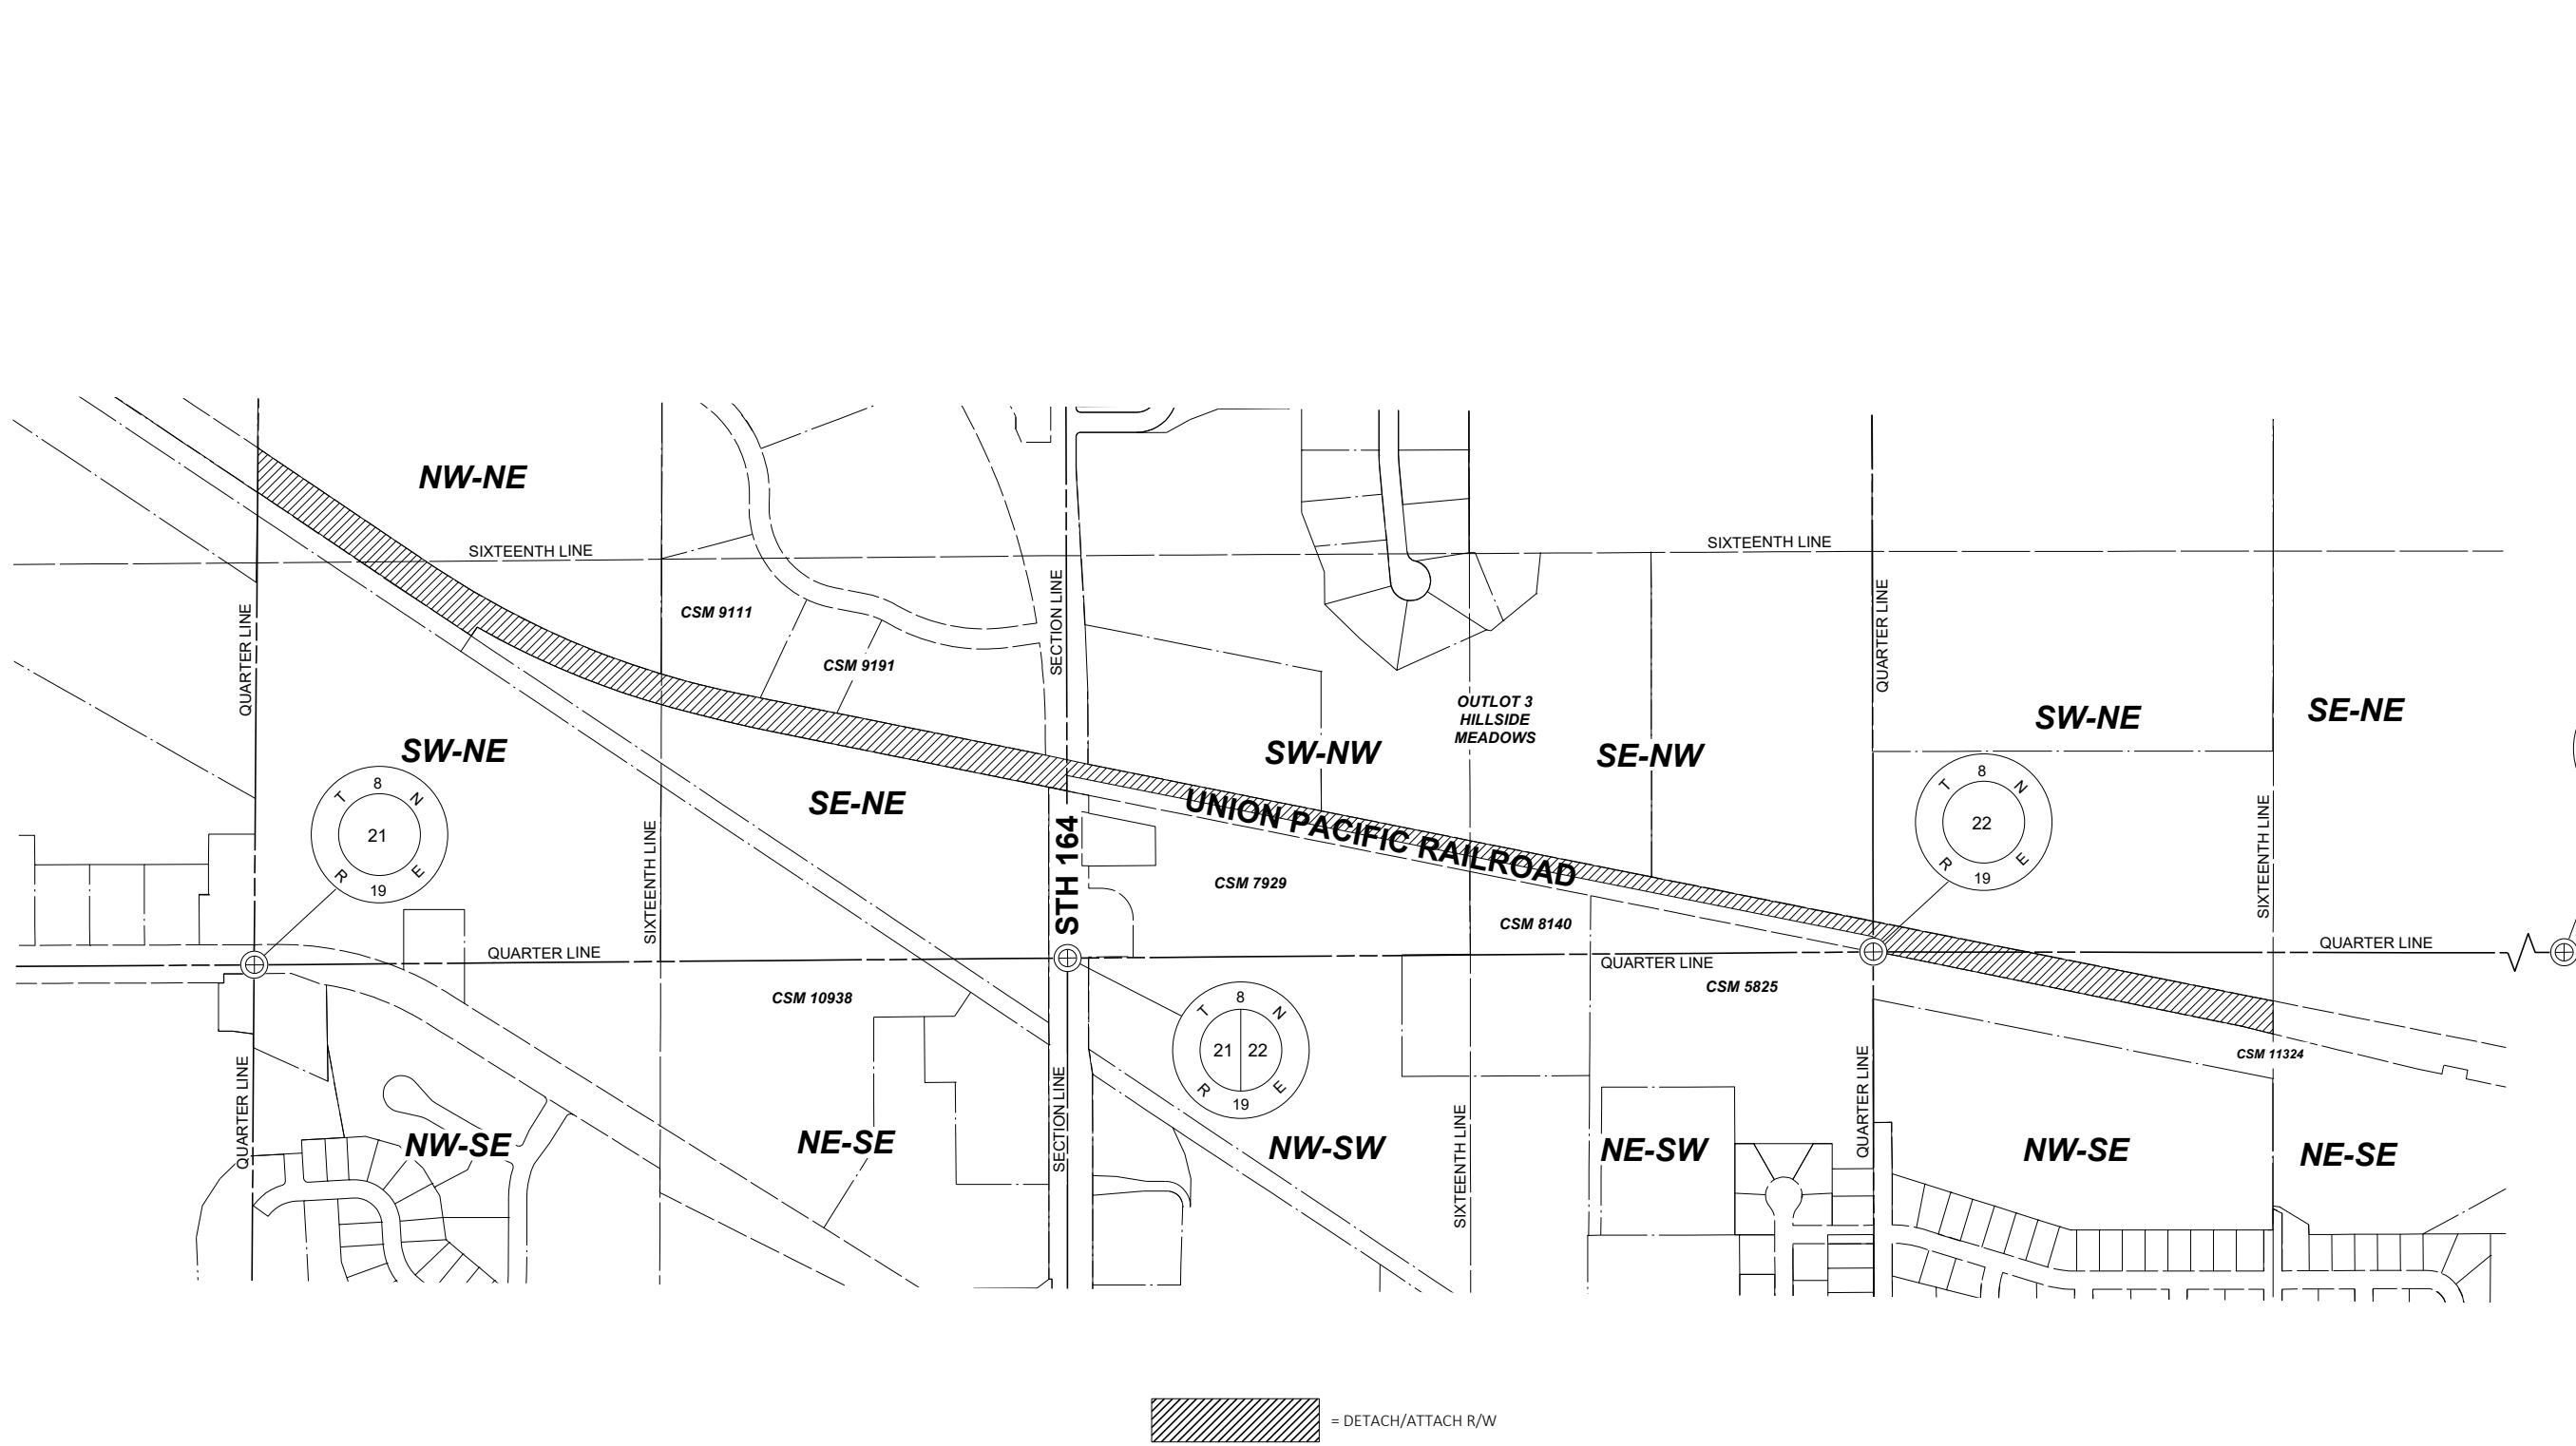 NW-NE
SIXTEENTH LINE
SIXTEENTH LINE
QUARTER LINE
CSM 9111
CSM 9191
SECTION LINE
QUARTER LINE
OUTLOT 3
HILLSIDE
MEADOWS
SW-NE
SE-NE
SW-NE
SE-NE
SW-NW
SE-NW
T 8 N
21
R 19 E
UNION PACIFIC RAILROAD
T 8 N
22
R 19 E
SIXTEENTH LINE
STH 164
SIXTEENTH LINE
CSM 7929
CSM 8140
QUARTER LINE
QUARTER LINE
QUARTER LINE
CSM 10938
CSM 5825
T 8 N
21 22
R 19 E
CSM 11324
QUARTER LINE
SECTION LINE
SIXTEENTH LINE
QUARTER LINE
NW-SE
NE-SE
NW-SW
NE-SW
NW-SE
NE-SE
= DETACH/ATTACH R/W